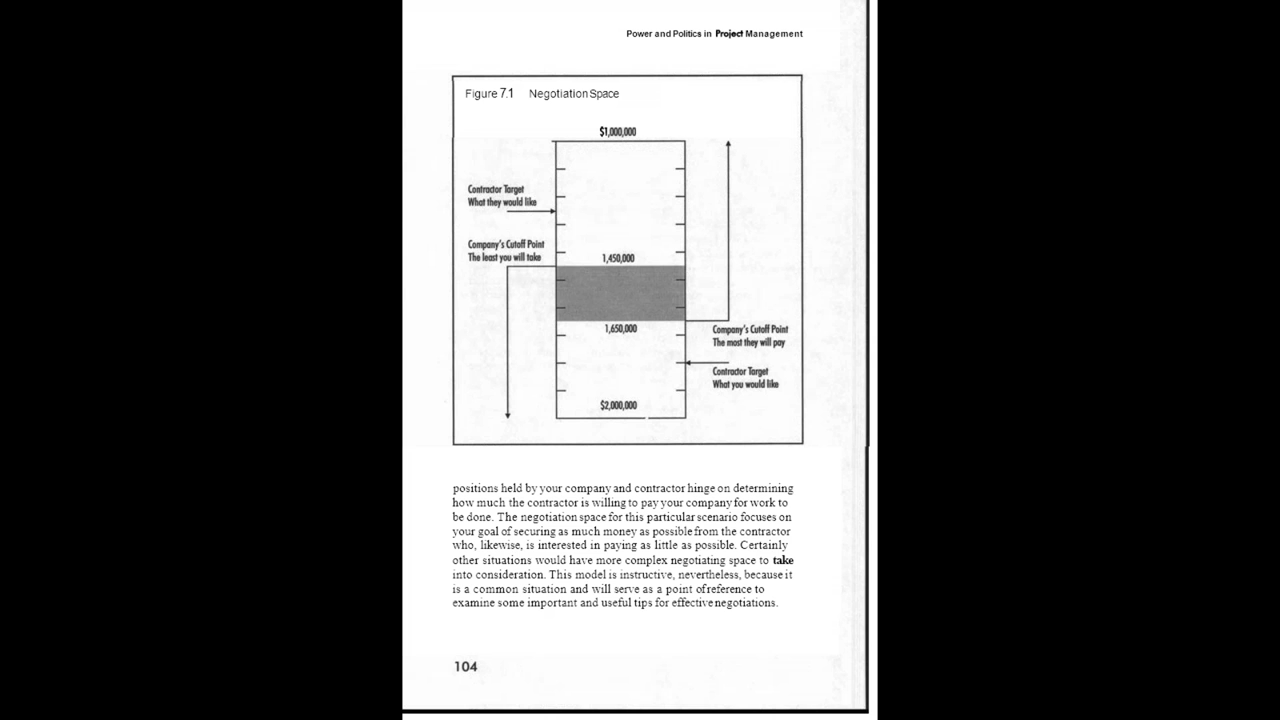 Power and Politics in Project Management
Figure 7.1 Negotiation Space
$1,000,000
Contractor Target
What they would like
Company's Cutoff Point
The least you will take
1,450,000
1,650,000
Company's Cutoff Point
The most they will pay
Contractor Target
What you would like
$2,000,000
positions held by your company and contractor hinge on determining
how much the contractor is willing to pay your company for work to
be done. The negotiation space for this particular scenario focuses on
your goal of securing as much money as possible from the contractor
who, likewise, is interested in paying as little as possible. Certainly
other situations would have more complex negotiating space to take
into consideration. This model is instructive, nevertheless, because it
is a common situation and will serve as a point of reference to
examine some important and useful tips for effective negotiations.
104